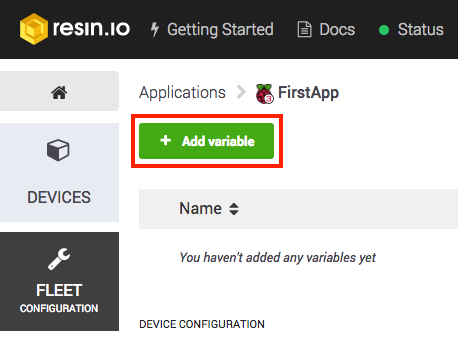 resin.io Getting Started Docs Status
Applications FirstApp
3
+ Add variable
DEVICES
Name
You haven't added any variables yet
FLEET
CONFIGURATION
DEVICE CONFIGURATION